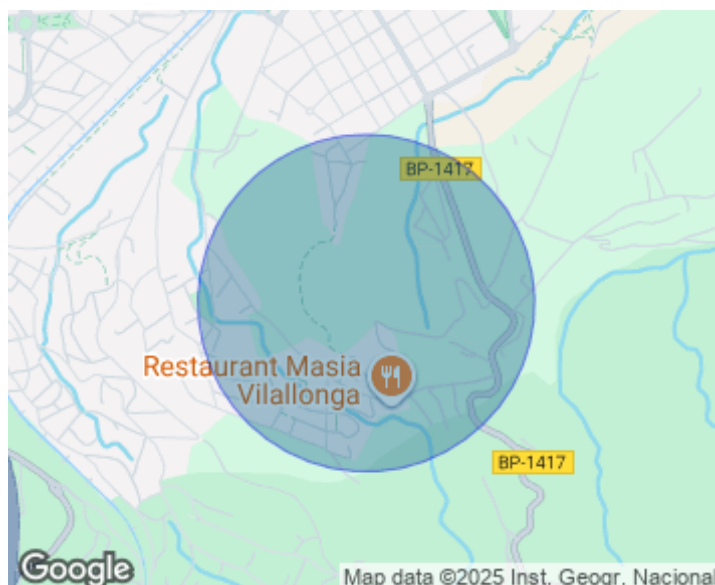 BP-1417
Restaurant Masia
Vilallonga
BP-1417
Google
Map data ©2025 Inst. Geogr. Nacional